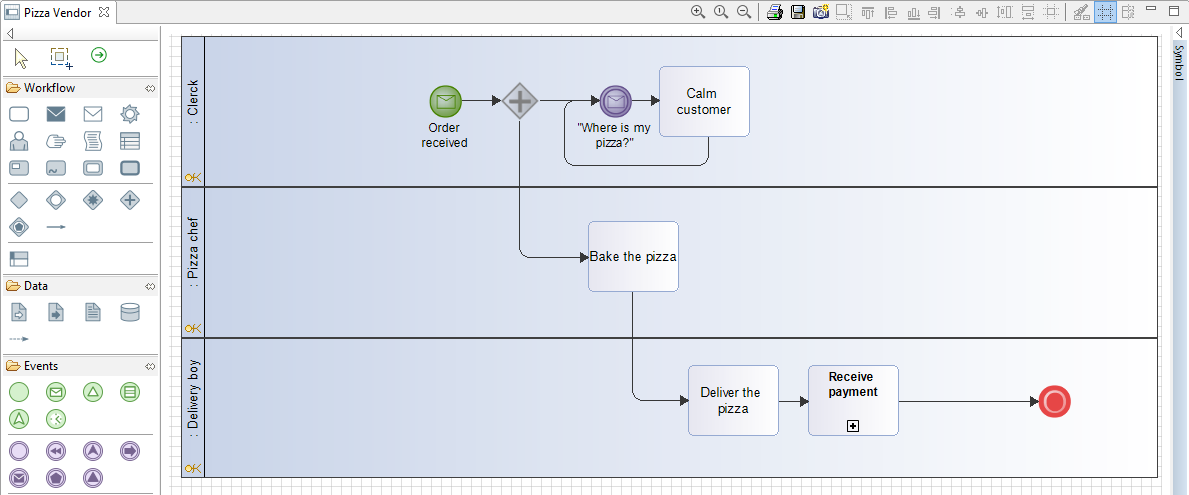 Pizza Vendor
Workflow
Data
Events
: Clerck
Order
received
"Where is my
pizza?"
Calm
customer
: Pizza chef
Bake the pizza
: Delivery boy
Deliver the
pizza
Receive
payment
Symbol